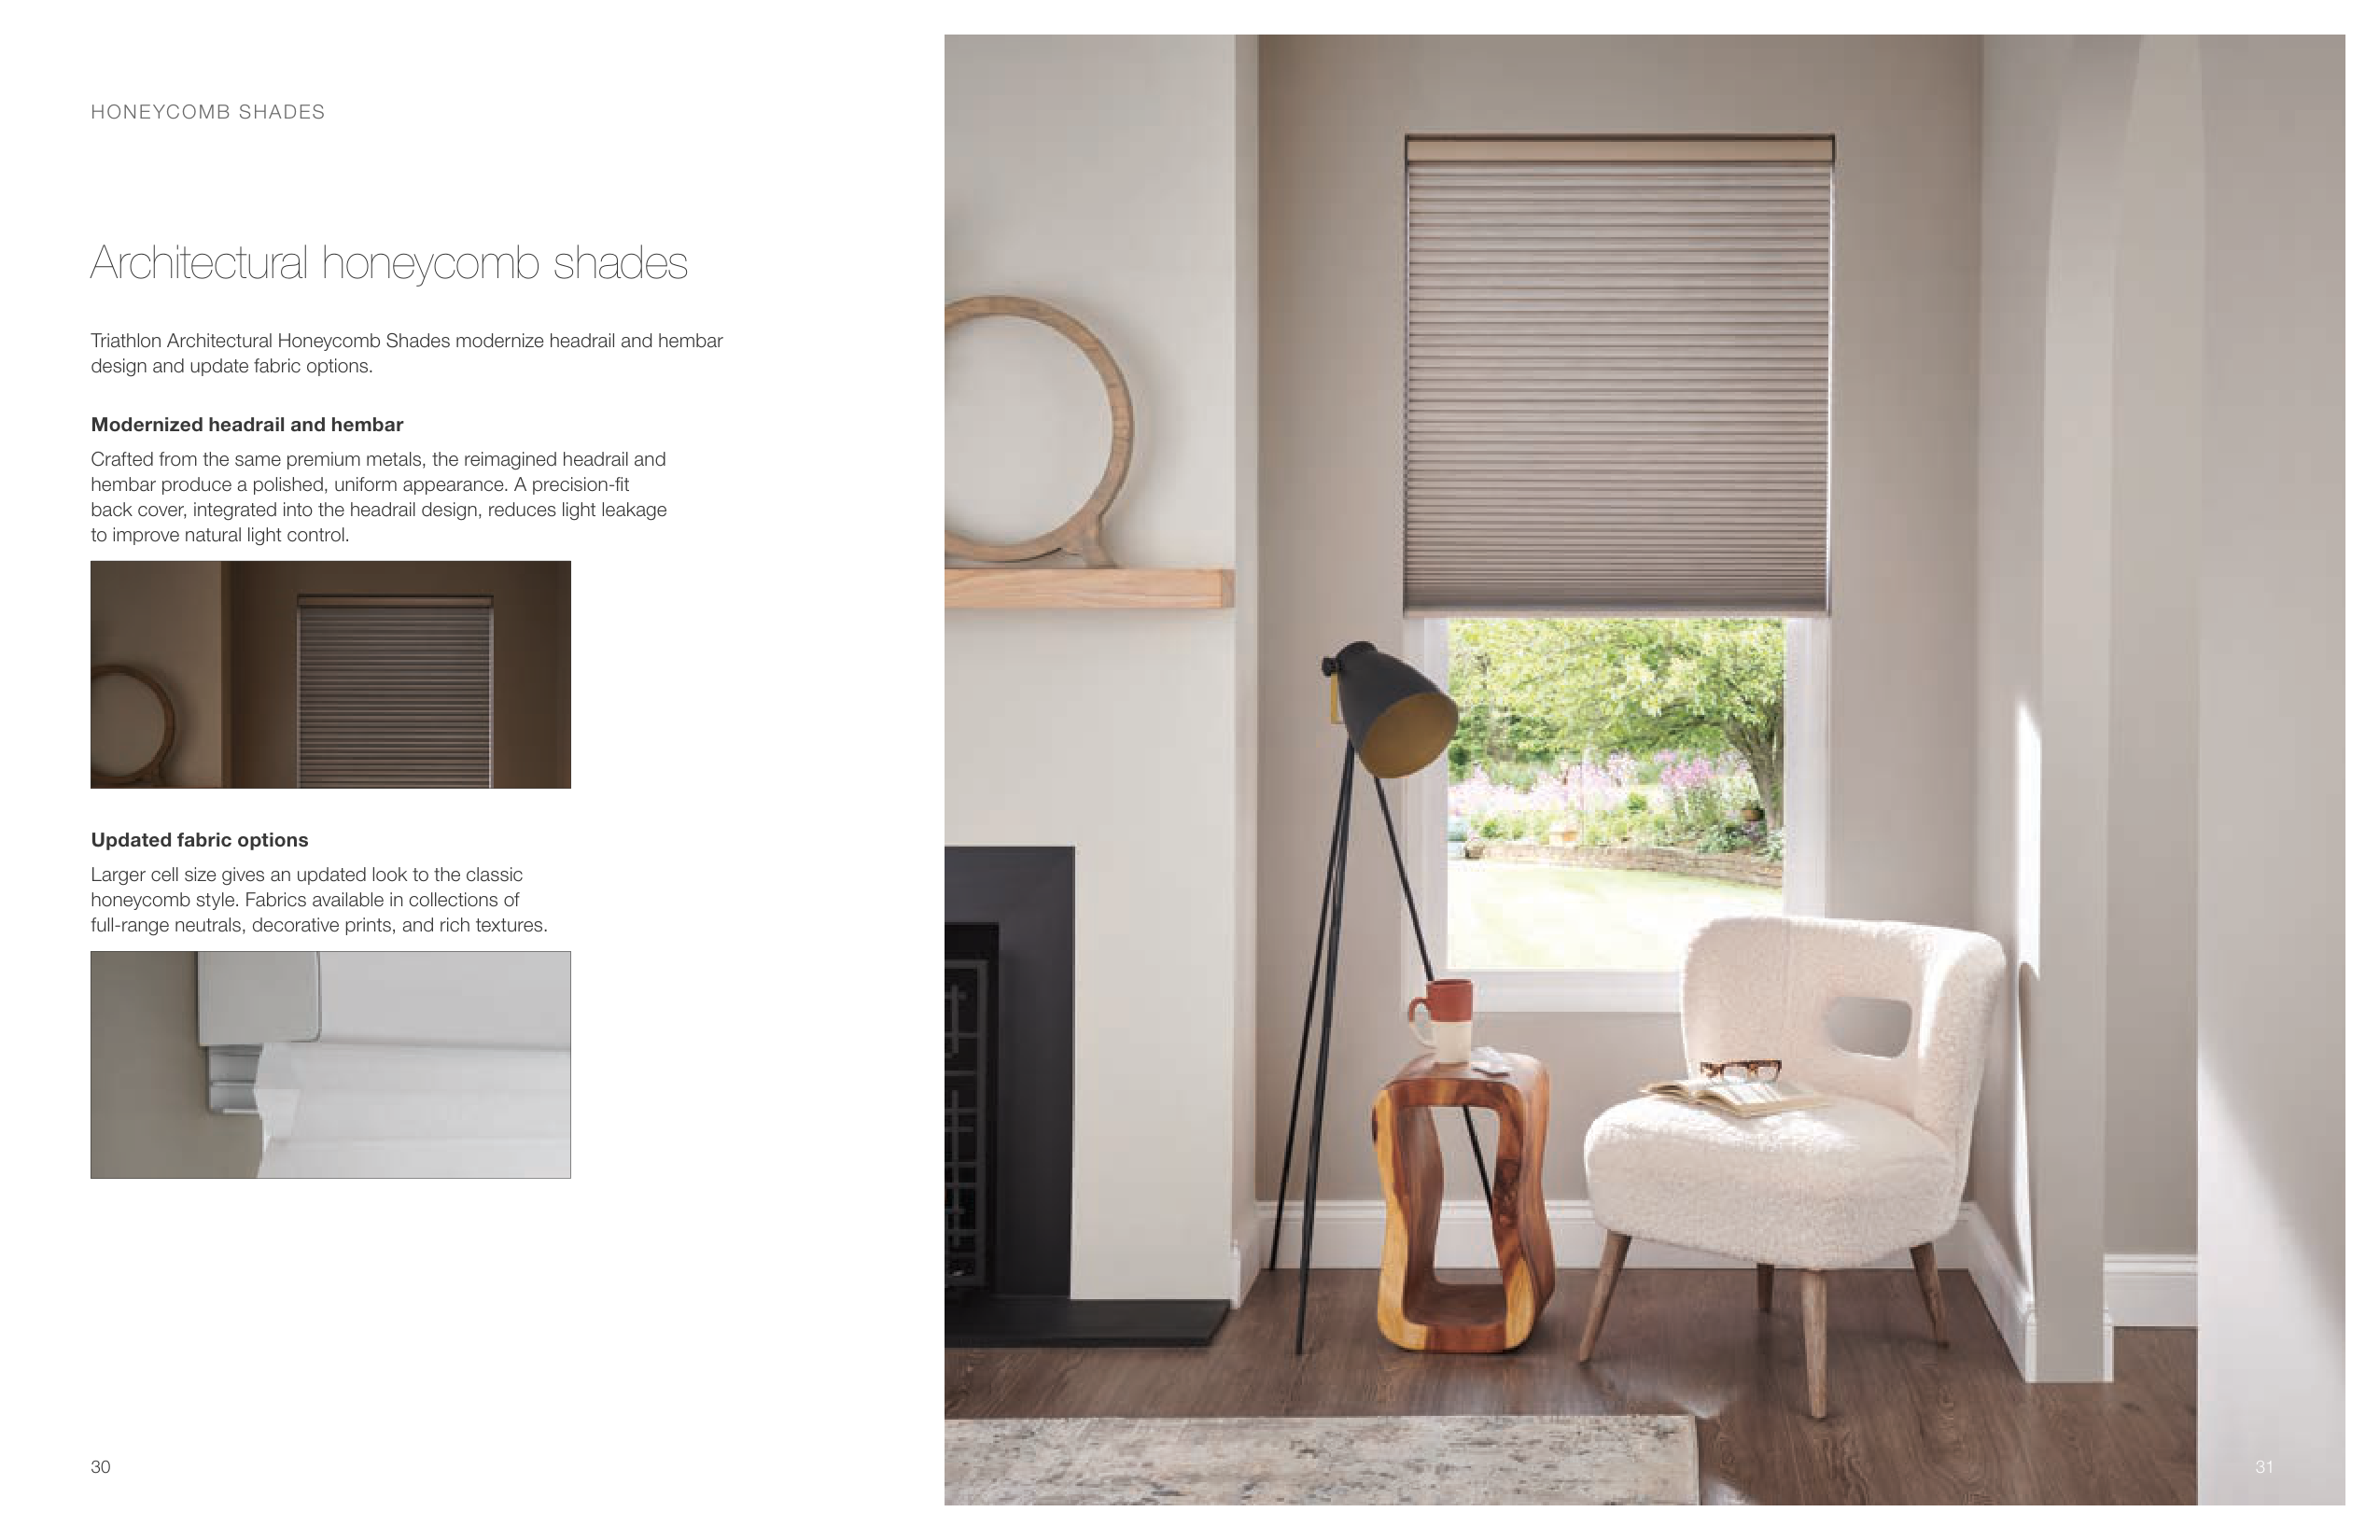 HONEYCOMB SHADES
Architectural honeycomb shades
Triathlon Architectural Honeycomb Shades modernize headrail and hembar
design and update fabric options.
Modernized headrail and hembar
Crafted from the same premium metals, the reimagined headrail and
hembar produce a polished, uniform appearance. A precision-fit
back cover, integrated into the headrail design, reduces light leakage
to improve natural light control.
Updated fabric options
Larger cell size gives an updated look to the classic
honeycomb style. Fabrics available in collections of
full-range neutrals, decorative prints, and rich textures.
30
31